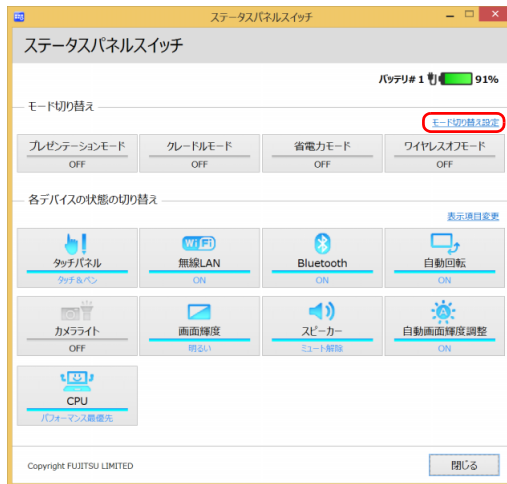 ステータスパネルスイッチ
ステータスパネルスイッチ
バッテリ# 1 91%
モード切り替え
モード切り替え設定
プレゼンテーションモード クレードルモード 省電力モード ワイヤレスオフモード
OFF OFF OFF OFF
各デバイスの状態の切り替え
表示項目変更
WiFi
タッチパネル 無線LAN Bluetooth 自動回転
タッチ&ペン ON ON ON
A
カメラライト 画面輝度 スピーカー 自動画面輝度調整
OFF 明るい ミュート解除 ON
CPU
パフォーマンス最優先
Copyright FUJITSU LIMITED 閉じる